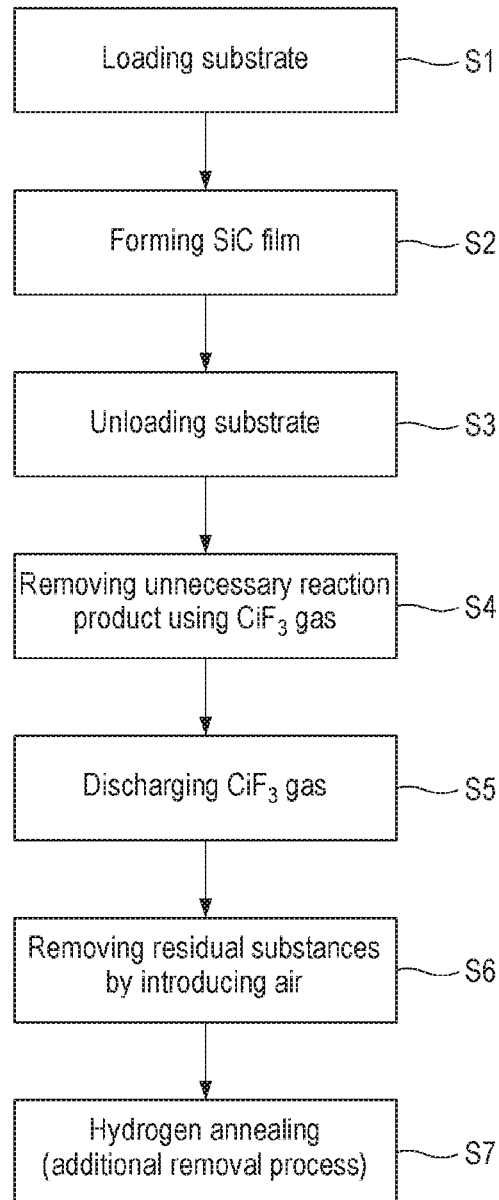 Loading substrate
S1
Forming SiC film
S2
Unloading substrate
S3
Removing unnecessary reaction
product using CiF₃ gas
S4
Discharging CiF₃ gas
S5
Removing residual substances
by introducing air
S6
Hydrogen annealing
(additional removal process)
S7